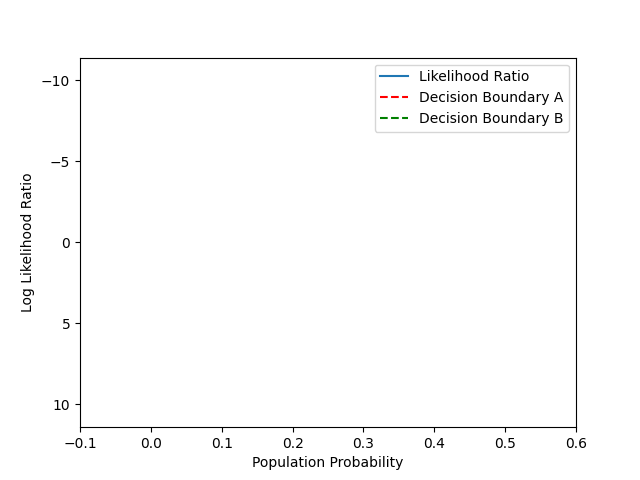 Likelihood Ratio
Decision Boundary A
Decision Boundary B
−10
−5
0
5
10
Log Likelihood Ratio
−0.1 0.0 0.1 0.2 0.3 0.4 0.5 0.6
Population Probability